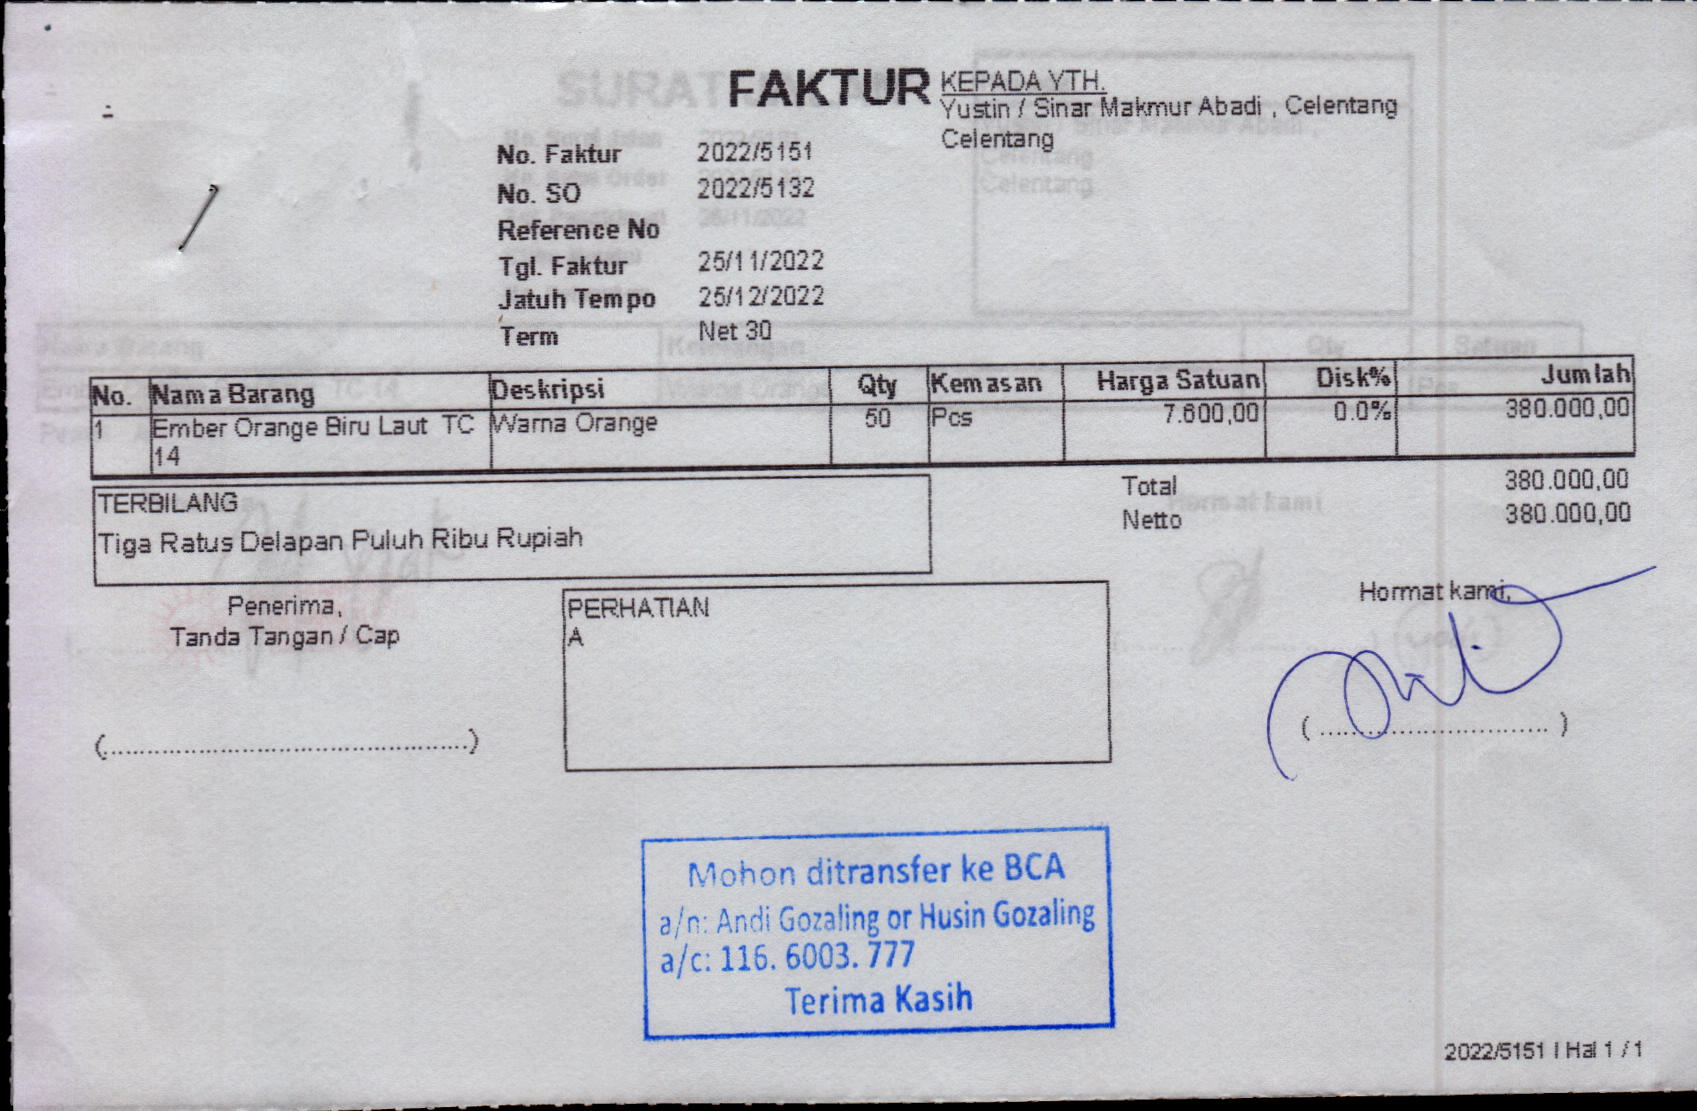 FAKTUR
KEPADA YTH.
Yustin / Sinar Makmur Abadi , Celentang
Celentang
No. Faktur 2022/5151
No. SO 2022/5132
Reference No
Tgl. Faktur 25/11/2022
Jatuh Tempo 25/12/2022
Term Net 30
No. Nama Barang Deskripsi Qty Kemasan Harga Satuan Disk% Jumlah
1 Ember Orange Biru Laut TC Warna Orange 50 Pcs 7.600,00 0.0% 380.000,00
14
TERBILANG
Tiga Ratus Delapan Puluh Ribu Rupiah
Total 380.000,00
Netto 380.000,00
Penerima,
Tanda Tangan / Cap
(................................................)
PERHATIAN
A
Hormat kami,
( .............................. )
Mohon ditransfer ke BCA
a/n: Andi Gozaling or Husin Gozaling
a/c: 116. 6003. 777
Terima Kasih
2022/5151 | Hal 1 / 1